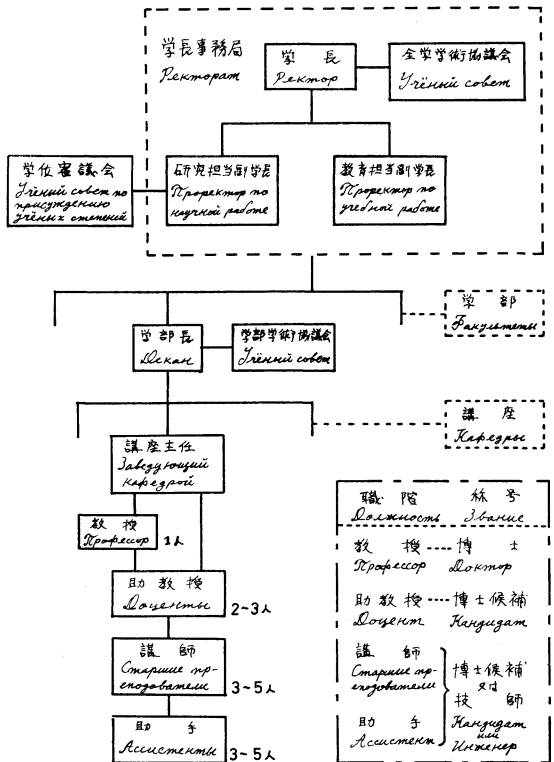 学長事務局
Ректорат
学長
Ректор
全学学術協議会
Учёный совет
学位審議会
Учёный совет по
присуждению
учёных степеней
研究担当副学長
Проректор по
научной работе
教育担当副学長
Проректор по
учебной работе
学部
Факультеты
学部長
Декан
学部学術協議会
Учёный совет
講座
Кафедры
講座主任
Заведующий
кафедрой
教授
Профессор
1人
助教授
Доценты
2~3人
講師
Старшие пр-
еподователи
3~5人
助手
Ассистенты
3~5人
職階 称号
Должность Звание
教授----博士
Профессор Доктор
助教授----博士候補
Доцент Кандидат
講師
Старшие пр-
еподователи
助手
Ассистент
博士候補
又は
技師
Кандидат
или
Инженер